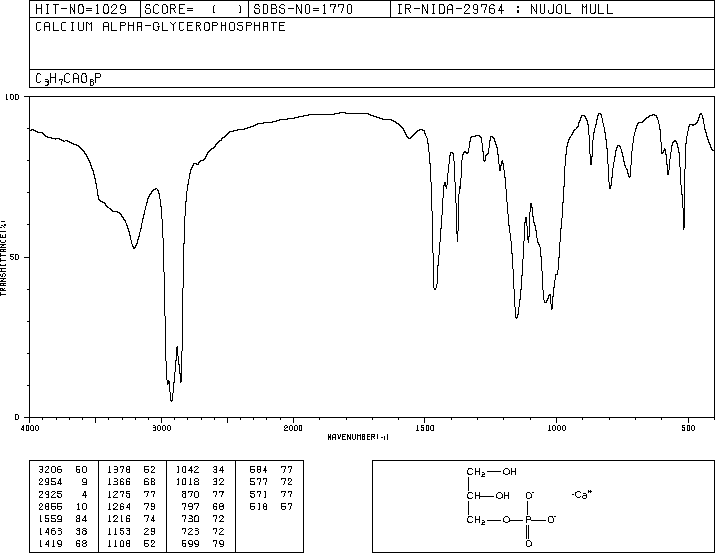 HIT-NO=1029 SCORE= ( ) SDBS-NO=1770 IR-NIDA-29764 : NUJOL MULL
CALCIUM ALPHA-GLYCEROPHOSPHATE
C3H7CAO6P
100
TRANSMITTANCE(%)
50
0
4000 3000 2000 1500 1000 500
WAVENUMBER(-1)
3206 50 1378 52 1042 34 584 77
2954 9 1366 68 1018 32 577 72
2925 4 1275 77 870 77 571 77
2855 10 1264 79 797 68 518 57
1559 84 1216 74 730 72
1463 38 1153 29 723 72
1419 68 1108 52 599 79
CH2—OH
CH—OH O- -Ca++
CH2—O—P—O-
O